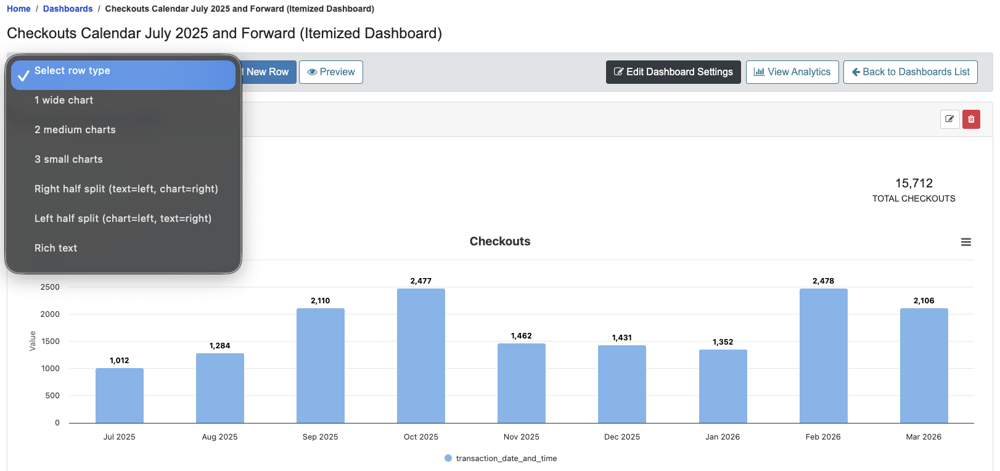 Home / Dashboards / Checkouts Calendar July 2025 and Forward (Itemized Dashboard)
Checkouts Calendar July 2025 and Forward (Itemized Dashboard)
Select row type
New Row
Preview
Edit Dashboard Settings
View Analytics
Back to Dashboards List
1 wide chart
2 medium charts
3 small charts
Right half split (text=left, chart=right)
Left half split (chart=left, text=right)
Rich text
15,712
TOTAL CHECKOUTS
Checkouts
Value
2500
2000
1500
1000
500
0
1,012
1,284
2,110
2,477
1,462
1,431
1,352
2,478
2,106
Jul 2025
Aug 2025
Sep 2025
Oct 2025
Nov 2025
Dec 2025
Jan 2026
Feb 2026
Mar 2026
transaction_date_and_time